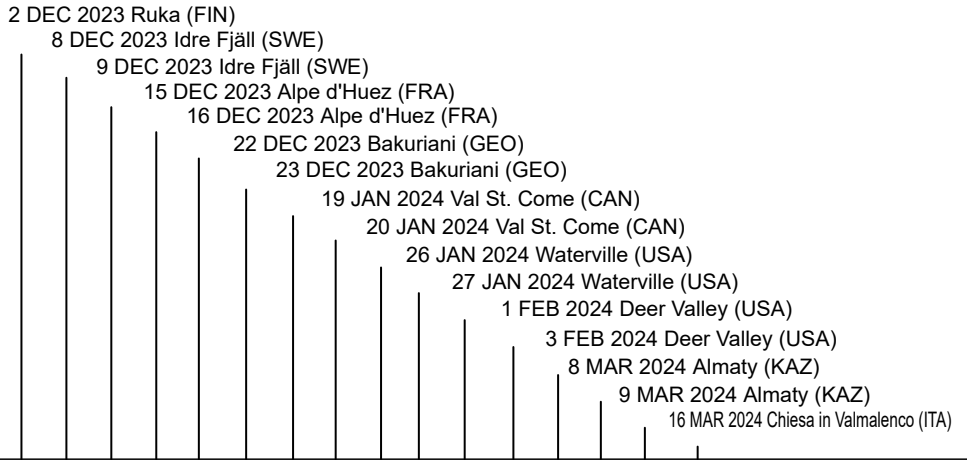 2 DEC 2023 Ruka (FIN)
8 DEC 2023 Idre Fjäll (SWE)
9 DEC 2023 Idre Fjäll (SWE)
15 DEC 2023 Alpe d'Huez (FRA)
16 DEC 2023 Alpe d'Huez (FRA)
22 DEC 2023 Bakuriani (GEO)
23 DEC 2023 Bakuriani (GEO)
19 JAN 2024 Val St. Come (CAN)
20 JAN 2024 Val St. Come (CAN)
26 JAN 2024 Waterville (USA)
27 JAN 2024 Waterville (USA)
1 FEB 2024 Deer Valley (USA)
3 FEB 2024 Deer Valley (USA)
8 MAR 2024 Almaty (KAZ)
9 MAR 2024 Almaty (KAZ)
16 MAR 2024 Chiesa in Valmalenco (ITA)